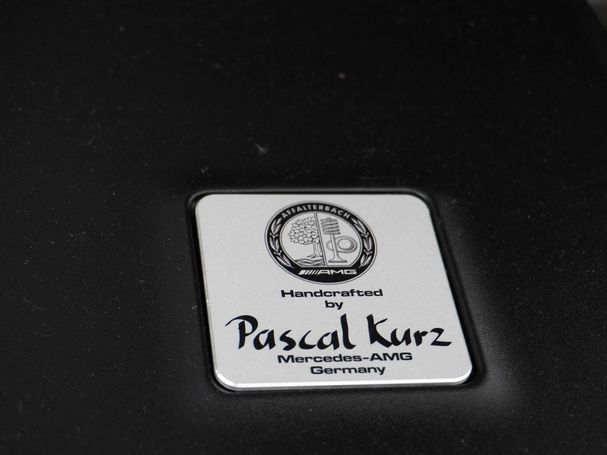 AFFALTERBACH
AMG
Handcrafted
by
Pascal Kurz
Mercedes-AMG
Germany